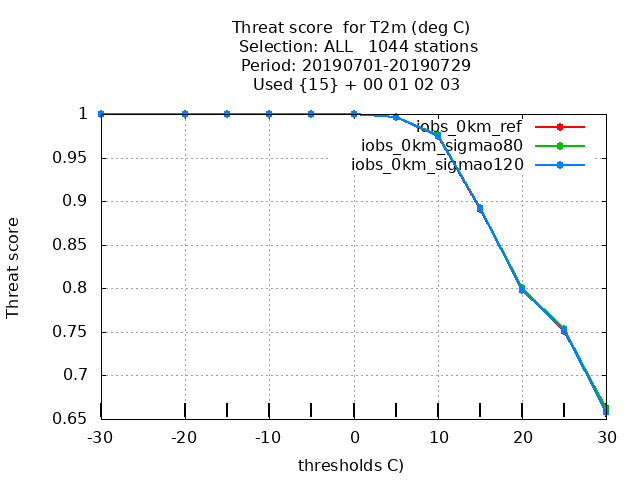 Threat score  for T2m (deg C)
Selection: ALL   1044 stations
Period: 20190701-20190729
Used {15} + 00 01 02 03
iobs_0km_ref
iobs_0km_sigmao80
iobs_0km_sigmao120
Threat score
1
0.95
0.9
0.85
0.8
0.75
0.7
0.65
-30
-20
-10
0
10
20
30
thresholds C)